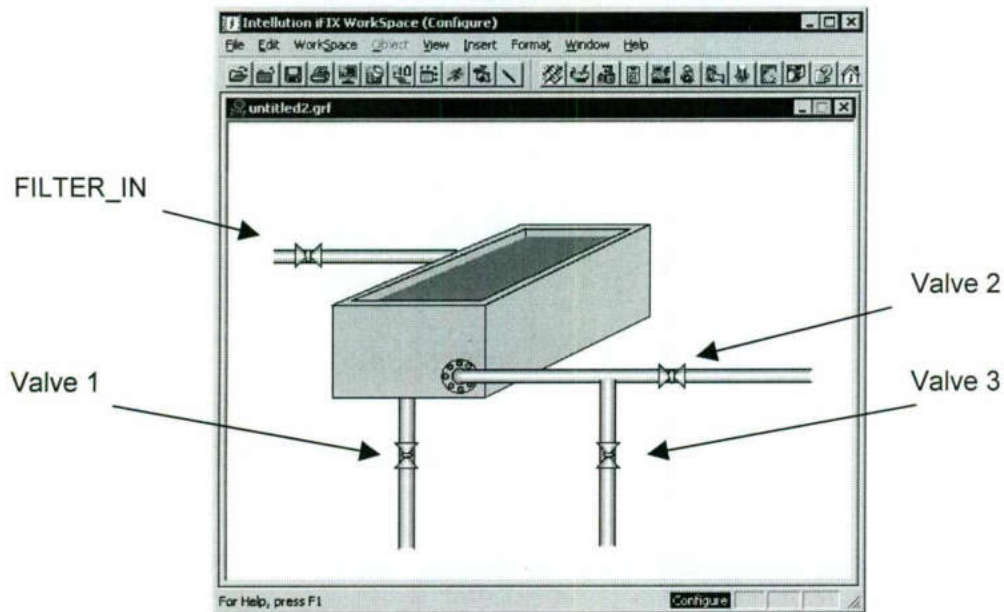 Intellution iFIX WorkSpace (Configure)
File Edit WorkSpace Object View Insert Format Window Help
untitled2.grf
FILTER_IN
Valve 2
Valve 1
Valve 3
For Help, press F1
Configure